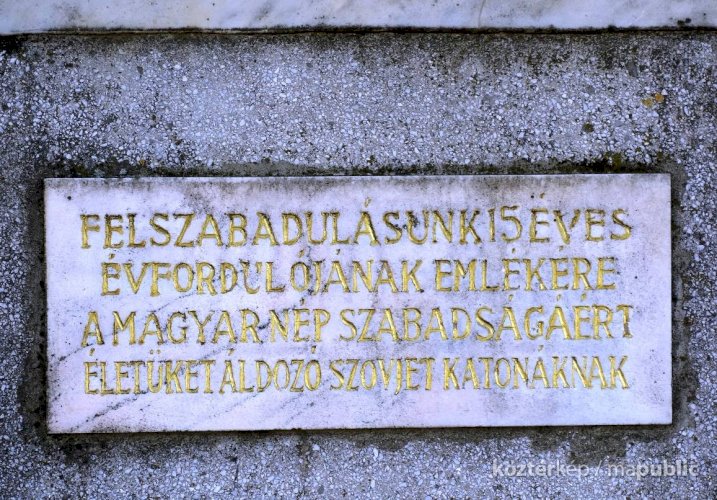 FELSZABADULÁSUNK 15 ÉVES
ÉVFORDULÓJÁNAK EMLÉKÉRE
A MAGYAR NÉP SZABADSÁGÁÉRT
ÉLETÜKET ÁLDOZÓ SZOVJET KATONÁKNAK
köztérkép / mapublic